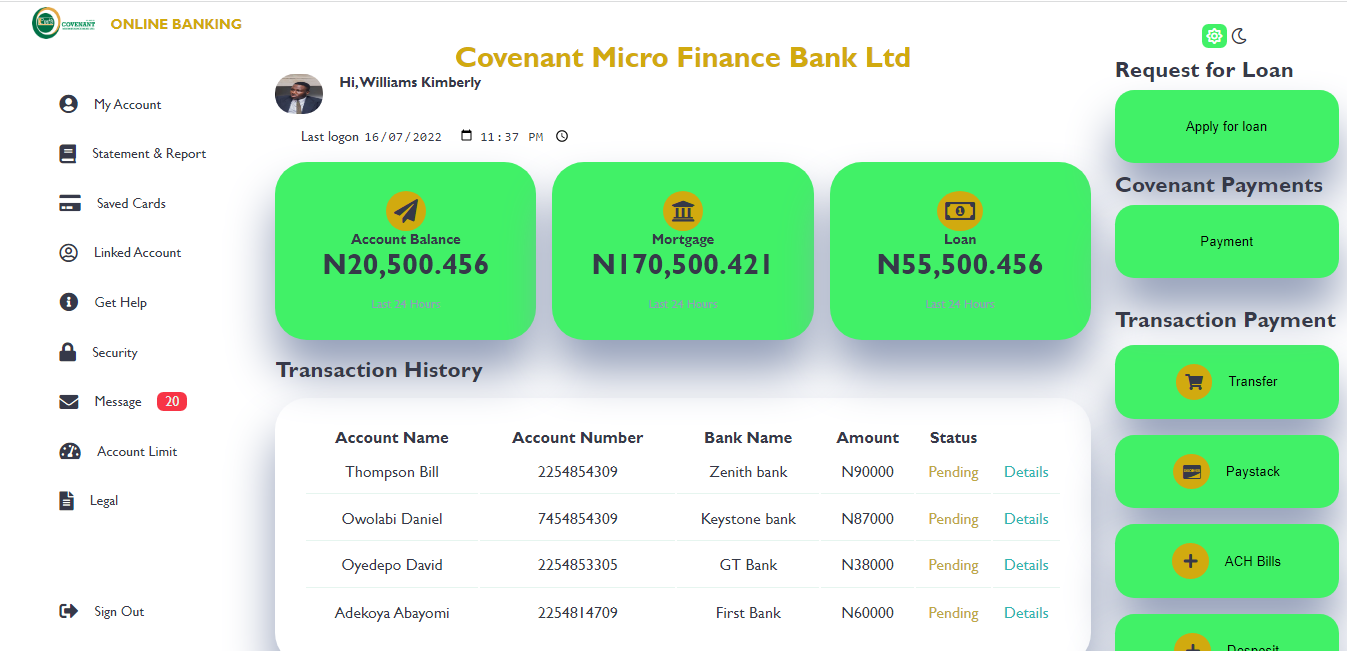 COVENANT
ONLINE BANKING
Covenant Micro Finance Bank Ltd
Hi,Williams Kimberly
Last logon 16/07/2022 11:37 PM
My Account
Statement & Report
Saved Cards
Linked Account
Get Help
Security
Message 20
Account Limit
Legal
Sign Out
Account Balance
N20,500.456
Last 24 Hours
Mortgage
N170,500.421
Last 24 Hours
Loan
N55,500.456
Last 24 Hours
Transaction History
Account Name Account Number Bank Name Amount Status
Thompson Bill 2254854309 Zenith bank N90000 Pending Details
Owolabi Daniel 7454854309 Keystone bank N87000 Pending Details
Oyedepo David 2254853305 GT Bank N38000 Pending Details
Adekoya Abayomi 2254814709 First Bank N60000 Pending Details
Request for Loan
Apply for loan
Covenant Payments
Payment
Transaction Payment
Transfer
Paystack
ACH Bills